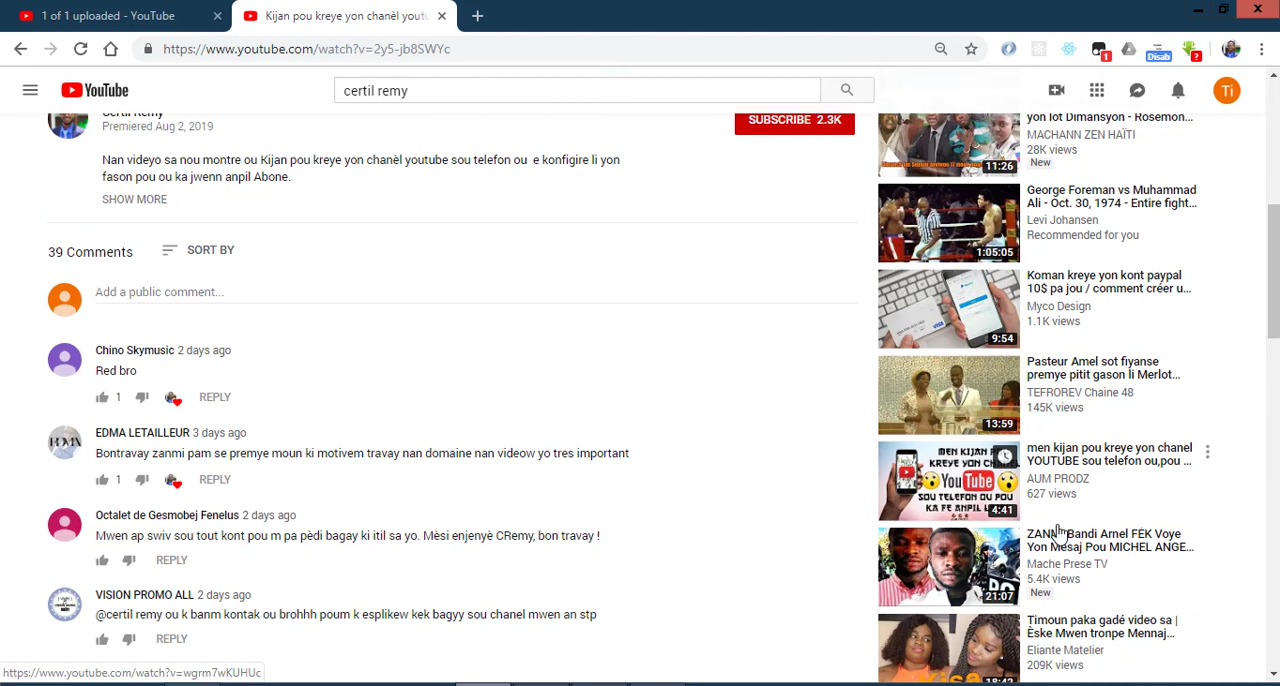 1 of 1 uploaded - YouTube
Kijan pou kreye yon chanèl youtu
https://www.youtube.com/watch?v=2y5-jb8SWYc
1
Disab
?
YouTube
certil remy
Ti
Certil Remy
Premiered Aug 2, 2019
SUBSCRIBE 2.3K
Nan videyo sa nou montre ou Kijan pou kreye yon chanèl youtube sou telefon ou e konfigire li yon
fason pou ou ka jwenn anpil Abone.
SHOW MORE
39 Comments
SORT BY
Add a public comment...
Chino Skymusic 2 days ago
Red bro
1
REPLY
EDMA LETAILLEUR 3 days ago
Bontravay zanmi pam se premye moun ki motivem travay nan domaine nan videow yo tres important
1
REPLY
Octalet de Gesmobej Fenelus 2 days ago
Mwen ap swiv sou tout kont pou m pa pèdi bagay ki itil sa yo. Mèsi enjenyè CRemy, bon travay !
REPLY
VISION PROMO ALL 2 days ago
@certil remy ou k banm kontak ou brohhh poum k esplikew kek bagyy sou chanel mwen an stp
REPLY
https://www.youtube.com/watch?v=wgrm7wKUHUc
yon lot Dimansyon - Rosemon...
MACHANN ZEN HAÏTI
28K views
New
11:26
George Foreman vs Muhammad
Ali - Oct. 30, 1974 - Entire fight...
Levi Johansen
Recommended for you
1:05:05
Koman kreye yon kont paypal
10$ pa jou / comment créer u...
Myco Design
1.1K views
VISA
9:54
Pasteur Amel sot fiyanse
premye pitit gason li Merlot...
TEFROREV Chaine 48
145K views
13:59
men kijan pou kreye yon chanel
YOUTUBE sou telefon ou,pou ...
AUM PRODZ
627 views
MEN KIJAN POU
KREYE YON CHANEL
YouTube
SOU TELEFON OU POU
KA FE ANPIL
4:41
Bandi Arnel FÈK Voye
Yon Mesaj Pou MICHEL ANGE...
Mache Prese TV
5.4K views
New
21:07
Timoun paka gadé video sa |
Èske Mwen tronpe Mennaj...
Eliante Matelier
209K views
18:42